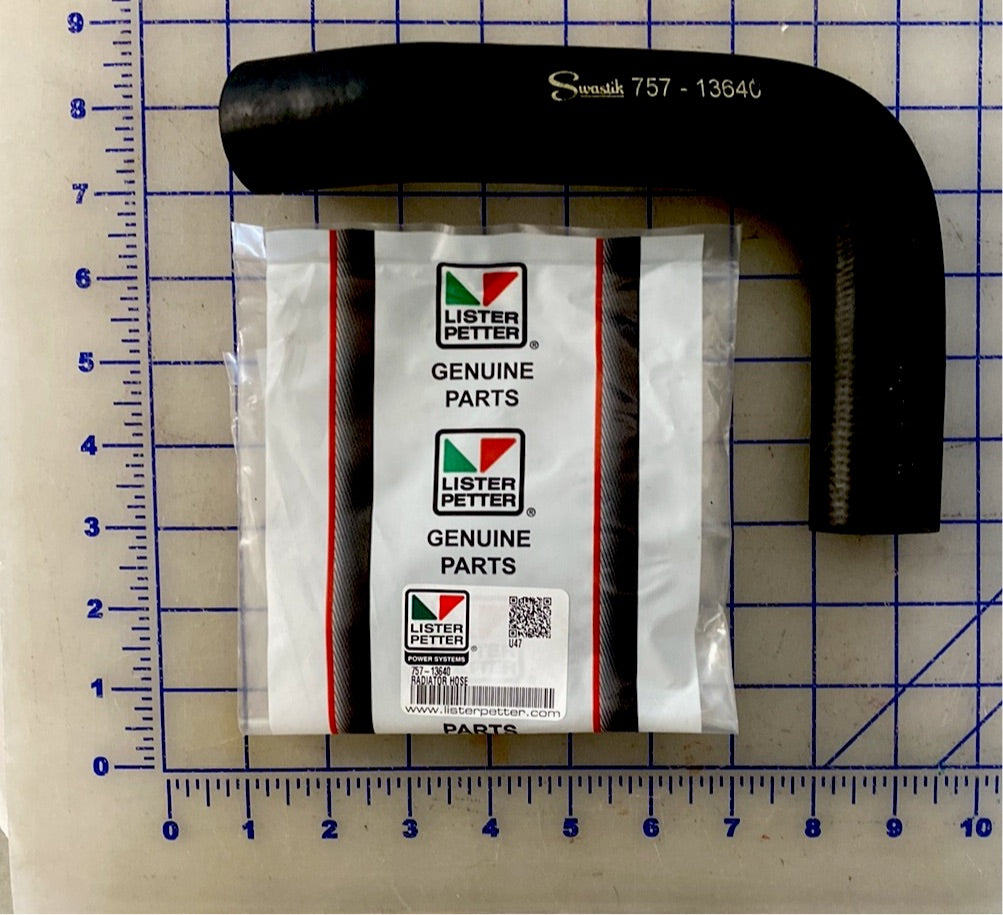 Swastik 757 - 13640
LISTER
PETTER
®
GENUINE
PARTS
LISTER
PETTER
®
GENUINE
PARTS
LISTER
PETTER
®
POWER SYSTEMS
U47
757-13640
RADIATOR HOSE
www.listerpetter.com
PARTS
9
8
7
6
5
4
3
2
1
0
0 1 2 3 4 5 6 7 8 9 10